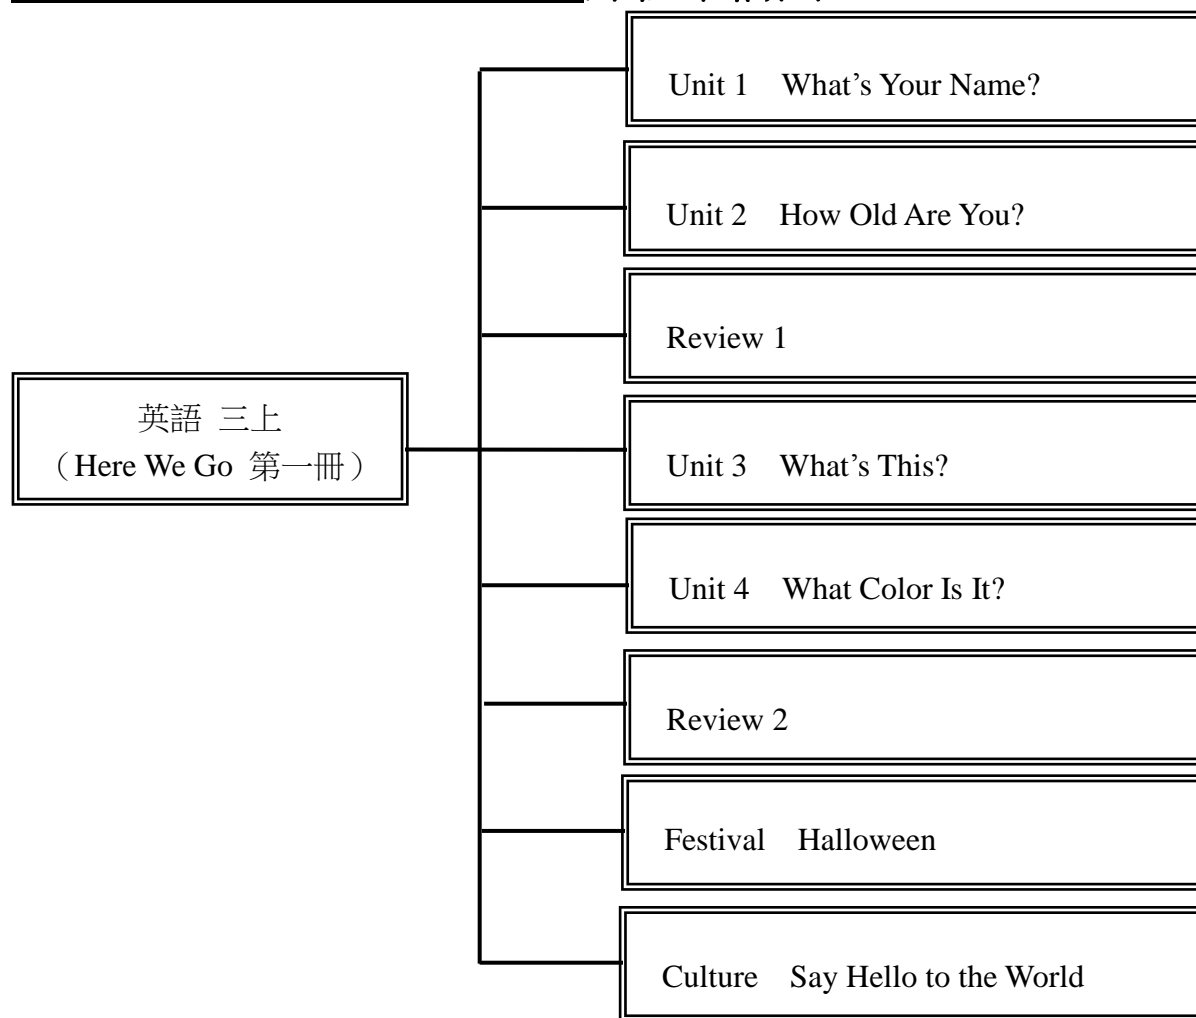 Unit 1 What's Your Name?
Unit 2 How Old Are You?
Review 1
英語 三上
（Here We Go 第一冊）
Unit 3 What's This?
Unit 4 What Color Is It?
Review 2
Festival Halloween
Culture Say Hello to the World